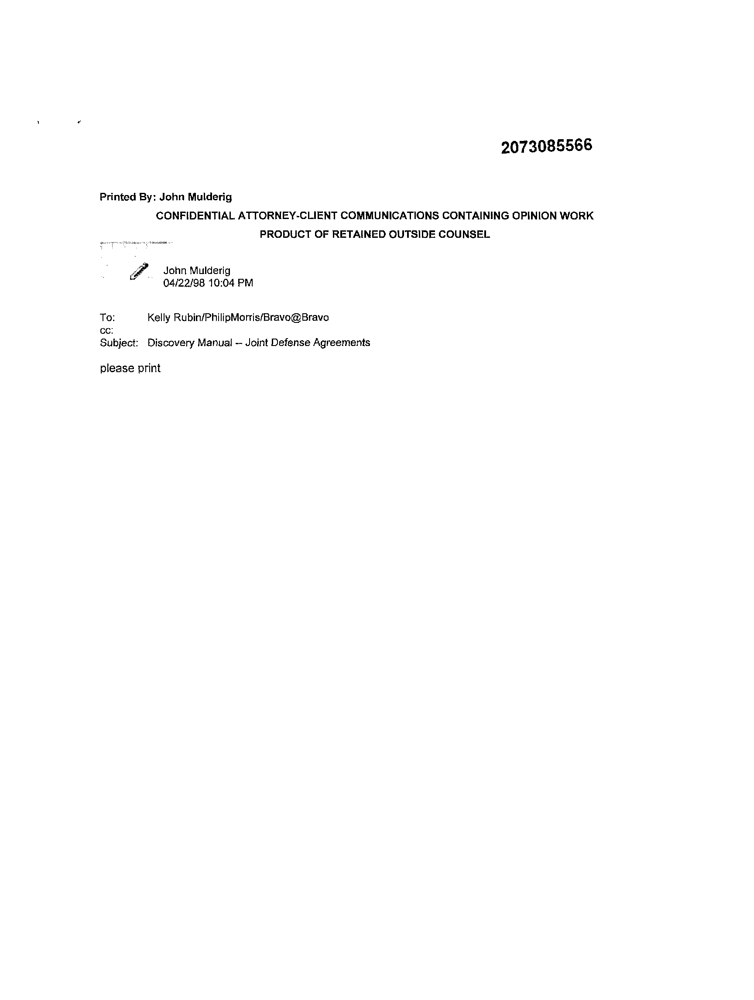 2073085566
Printed By: John Mulderig
CONFIDENTIAL ATTORNEY-CLIENT COMMUNICATIONS CONTAINING OPINION WORK
PRODUCT OF RETAINED OUTSIDE COUNSEL
John Mulderig
04/22/98 10:04 PM
To: Kelly Rubin/PhilipMorris/Bravo@Bravo
cc:
Subject: Discovery Manual -- Joint Defense Agreements
please print